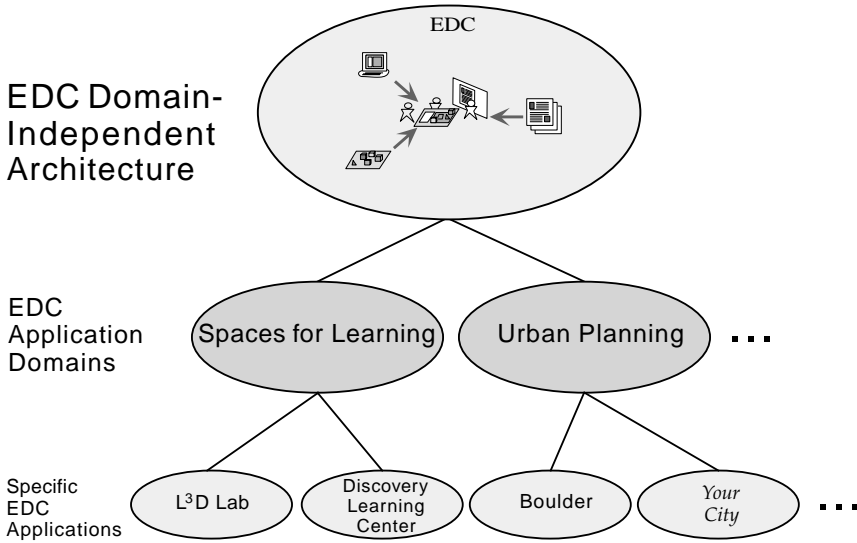 EDC
EDC Domain-
Independent
Architecture
EDC
Application
Domains
Spaces for Learning
Urban Planning
...
Specific
EDC
Applications
L³D Lab
Discovery
Learning
Center
Boulder
Your
City
...